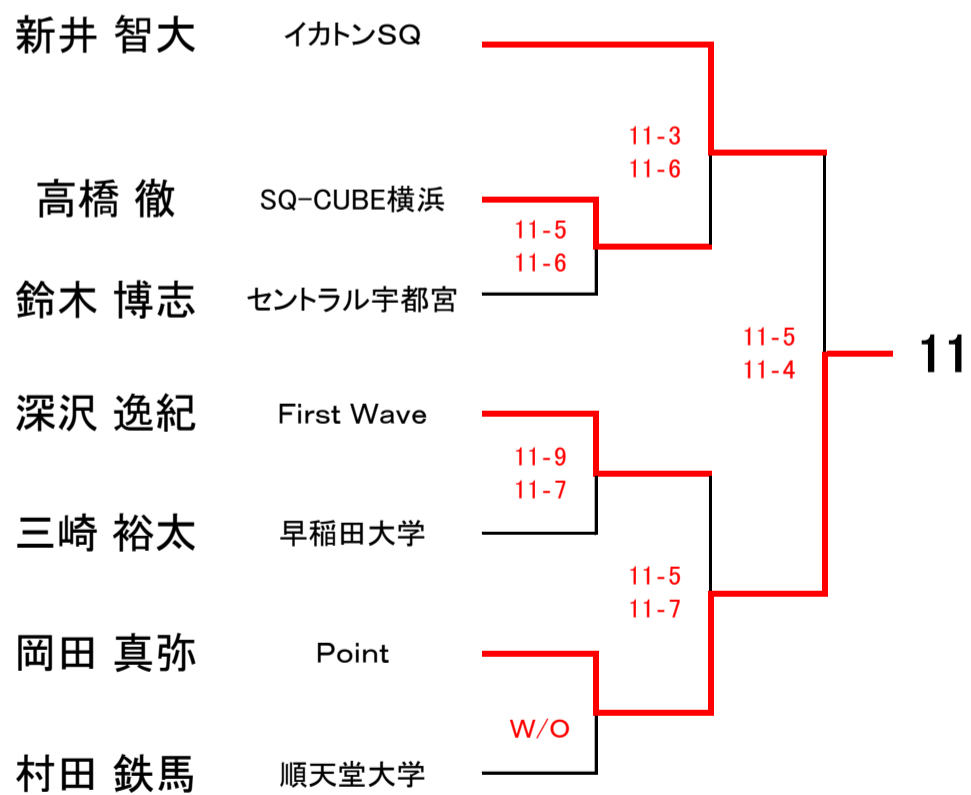 新井 智大 イカトンSQ
11-3
11-6
高橋 徹 SQ-CUBE横浜
11-5
11-6
鈴木 博志 セントラル宇都宮
11-5
11-4
11
深沢 逸紀 First Wave
11-9
11-7
三崎 裕太 早稲田大学
11-5
11-7
岡田 真弥 Point
W/O
村田 鉄馬 順天堂大学